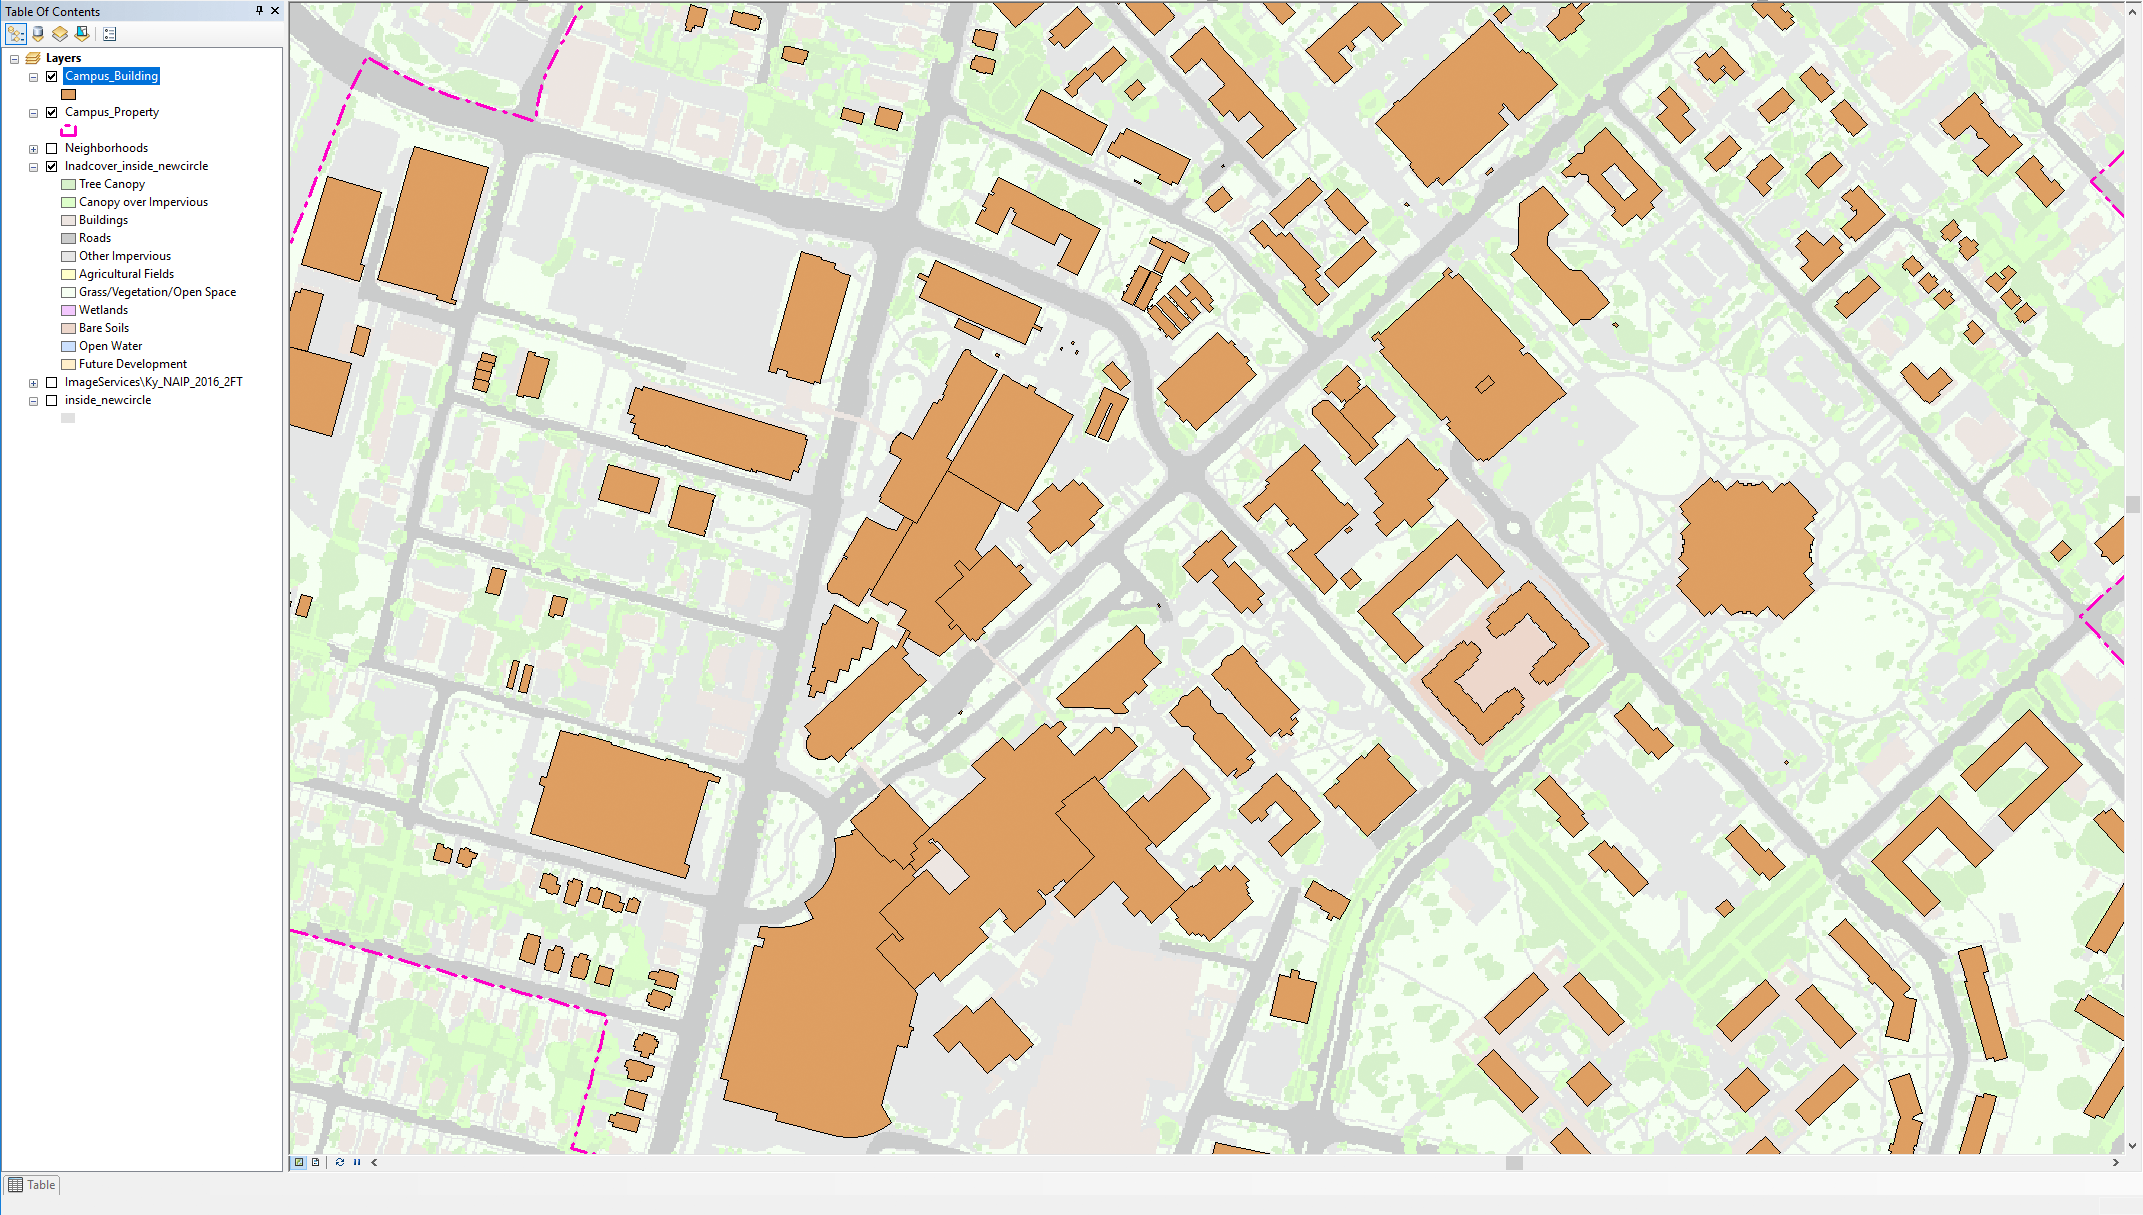 Table Of Contents
Layers
Campus_Building
Campus_Property
Neighborhoods
lnadcover_inside_newcircle
Tree Canopy
Canopy over Impervious
Buildings
Roads
Other Impervious
Agricultural Fields
Grass/Vegetation/Open Space
Wetlands
Bare Soils
Open Water
Future Development
ImageServices\Ky_NAIP_2016_2FT
inside_newcircle
Table